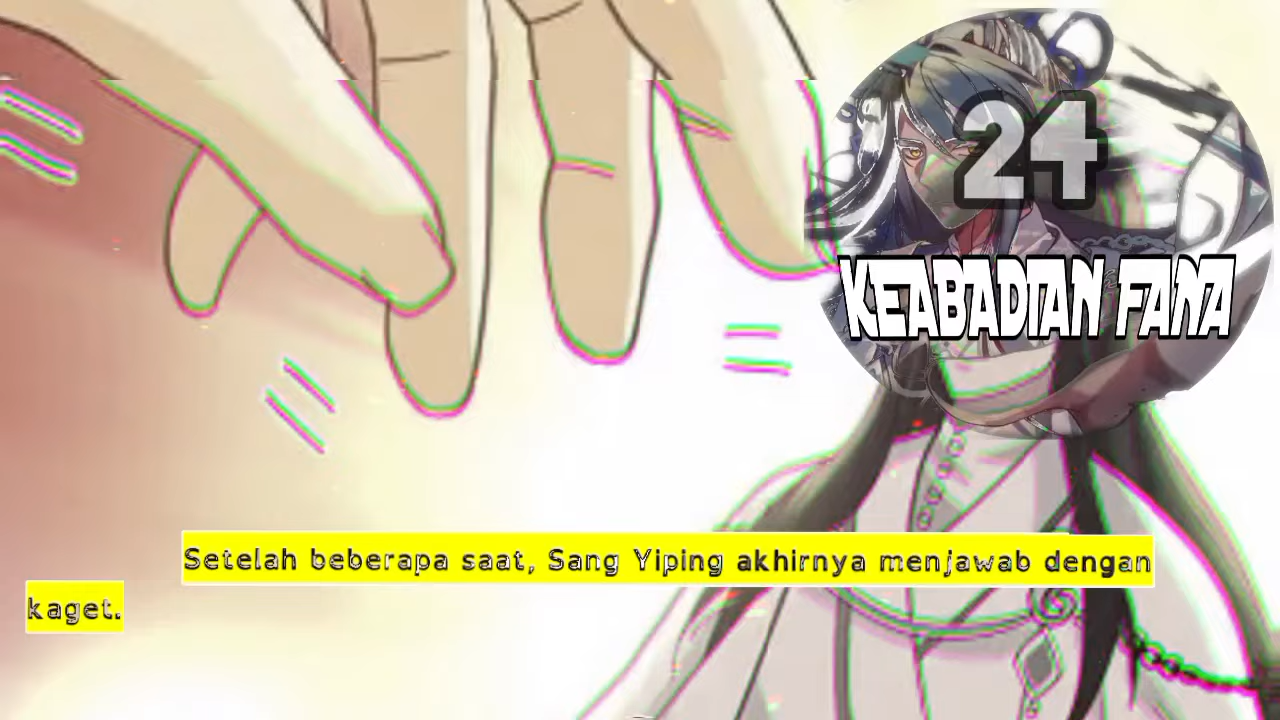 24
KEABADIAN FANA
Setelah beberapa saat, Sang Yiping akhirnya menjawab dengan
kaget.